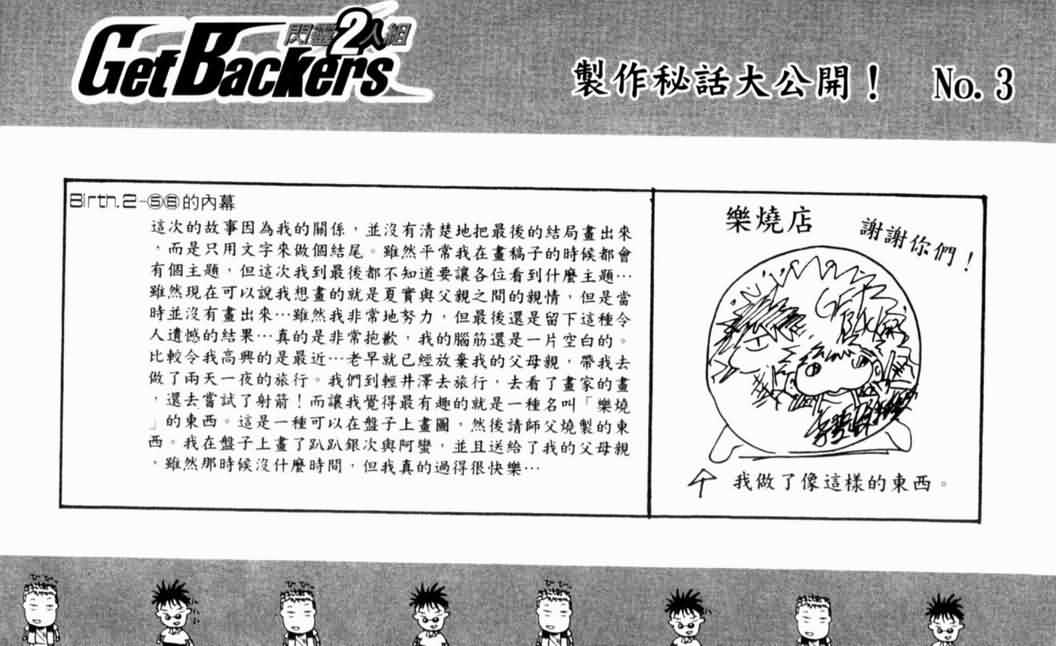 閃靈2人組
GetBackers
製作秘話大公開！ No.3
Birth.2-⑤⑥的內幕
這次的故事因為我的關係，並沒有清楚地把最後的結局畫出來
，而是只用文字來做個結尾。雖然平常我在畫稿子的時候都會
有個主題，但這次我到最後都不知道要讓各位看到什麼主題…
雖然現在可以說我想畫的就是夏實與父親之間的親情，但是當
時並沒有畫出來…雖然我非常地努力，但最後還是留下這種令
人遺憾的結果…真的是非常抱歉，我的腦筋還是一片空白的。
比較令我高興的是最近…老早就已經放棄我的父母親，帶我去
做了兩天一夜的旅行。我們到輕井澤去旅行，去看了畫家的畫
，還去嘗試了射箭！而讓我覺得最有趣的就是一種名叫「樂燒
」的東西。這是一種可以在盤子上畫圖，然後請師父燒製的東
西。我在盤子上畫了趴趴銀次與阿蠻，並且送給了我的父母親
。雖然那時候沒什麼時間，但我真的過得很快樂…
樂燒店
謝謝你們！
GET
BACKERS
我做了像這樣的東西。